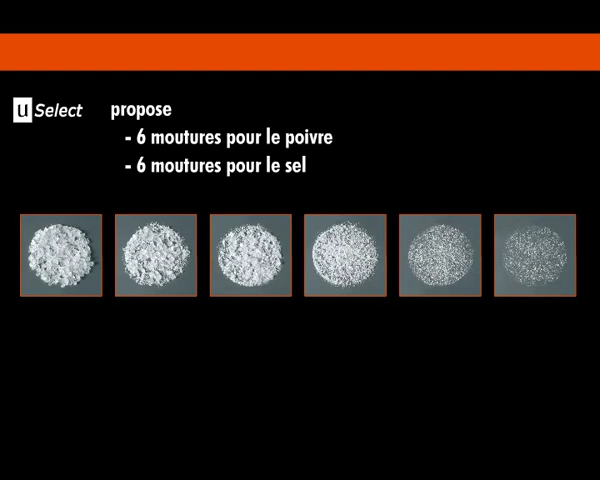 u Select propose
- 6 moutures pour le poivre
- 6 moutures pour le sel